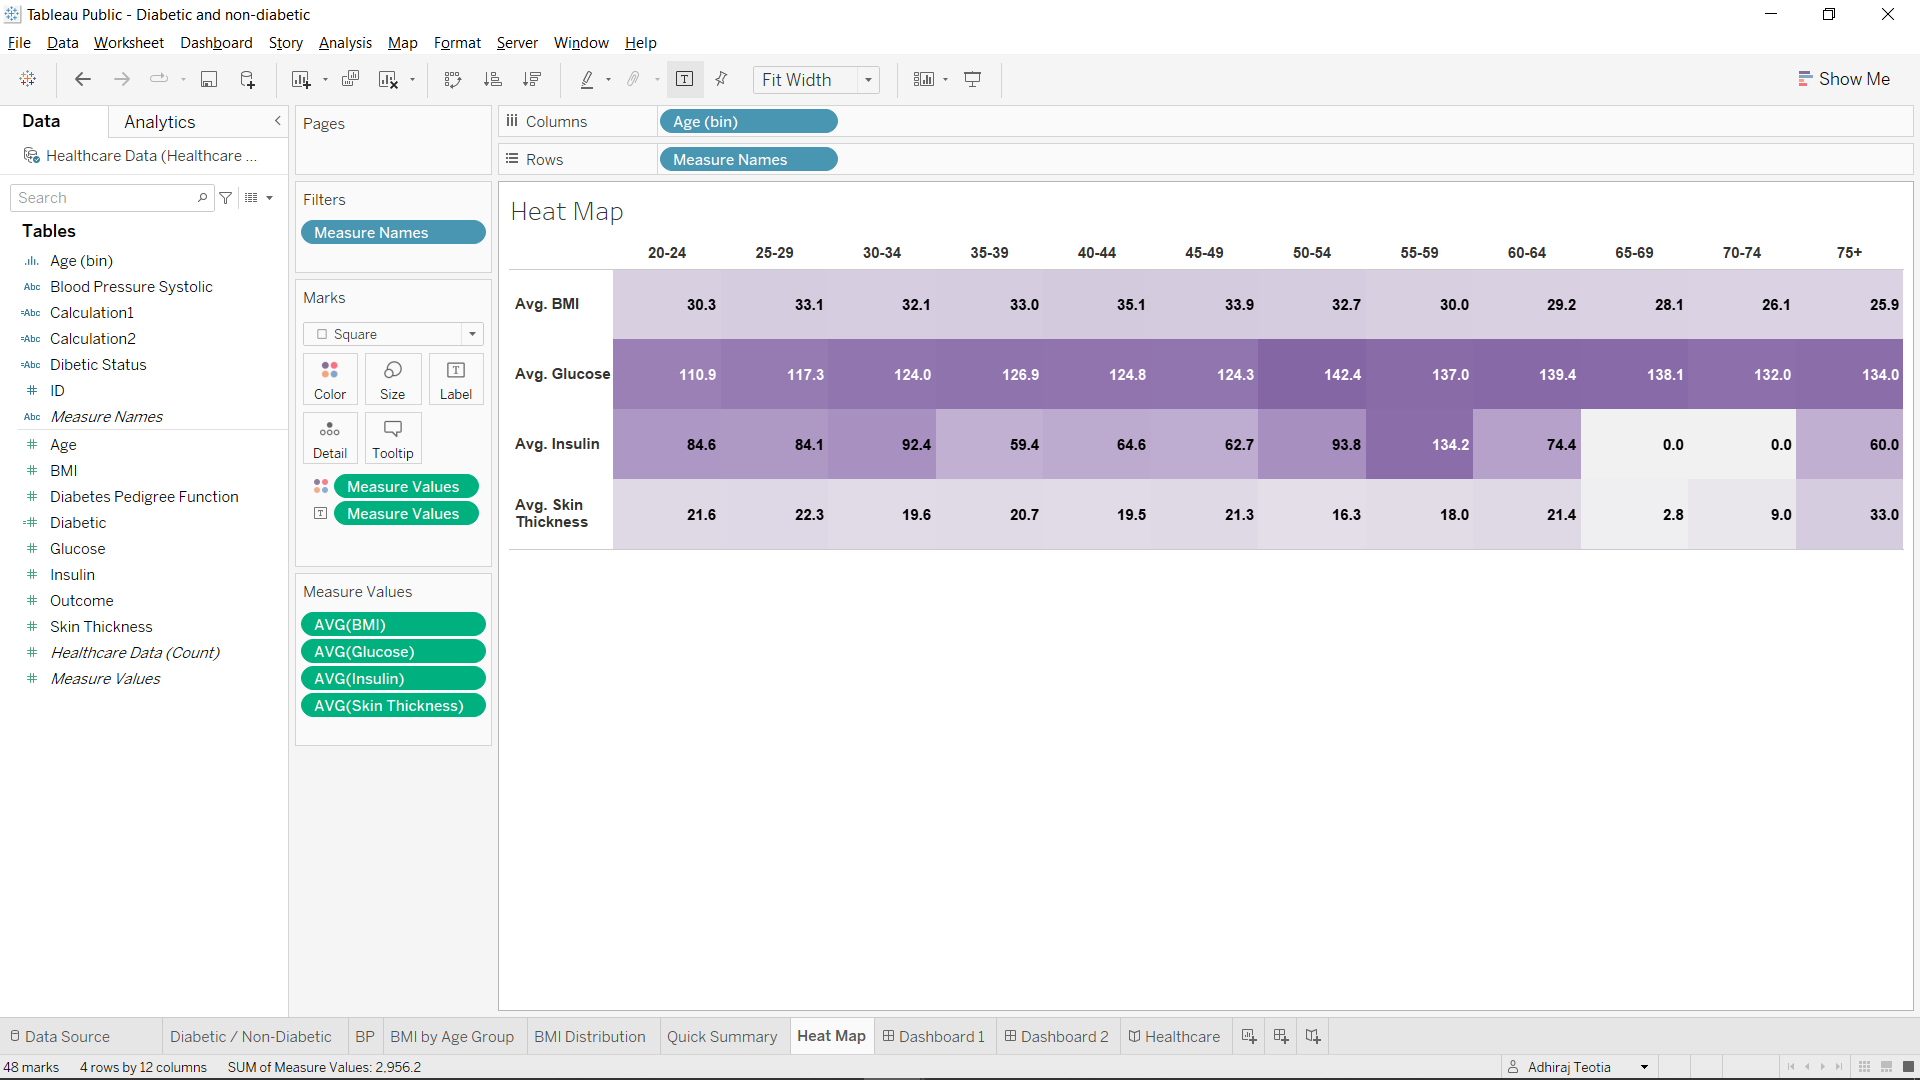 Tableau Public - Diabetic and non-diabetic
File Data Worksheet Dashboard Story Analysis Map Format Server Window Help
Fit Width
Show Me
Data Analytics
Healthcare Data (Healthcare ...
Search
Tables
Age (bin)
Abc Blood Pressure Systolic
=Abc Calculation1
=Abc Calculation2
=Abc Dibetic Status
# ID
Abc Measure Names
# Age
# BMI
# Diabetes Pedigree Function
=# Diabetic
# Glucose
# Insulin
# Outcome
# Skin Thickness
# Healthcare Data (Count)
# Measure Values
Pages
Filters
Measure Names
Marks
Square
Color Size T Label
Detail Tooltip
Measure Values
T Measure Values
Measure Values
AVG(BMI)
AVG(Glucose)
AVG(Insulin)
AVG(Skin Thickness)
Columns Age (bin)
Rows Measure Names
Heat Map
20-24 25-29 30-34 35-39 40-44 45-49 50-54 55-59 60-64 65-69 70-74 75+
Avg. BMI 30.3 33.1 32.1 33.0 35.1 33.9 32.7 30.0 29.2 28.1 26.1 25.9
Avg. Glucose 110.9 117.3 124.0 126.9 124.8 124.3 142.4 137.0 139.4 138.1 132.0 134.0
Avg. Insulin 84.6 84.1 92.4 59.4 64.6 62.7 93.8 134.2 74.4 0.0 0.0 60.0
Avg. Skin
Thickness 21.6 22.3 19.6 20.7 19.5 21.3 16.3 18.0 21.4 2.8 9.0 33.0
Data Source Diabetic / Non-Diabetic BP BMI by Age Group BMI Distribution Quick Summary Heat Map Dashboard 1 Dashboard 2 Healthcare
48 marks 4 rows by 12 columns SUM of Measure Values: 2,956.2 Adhiraj Teotia